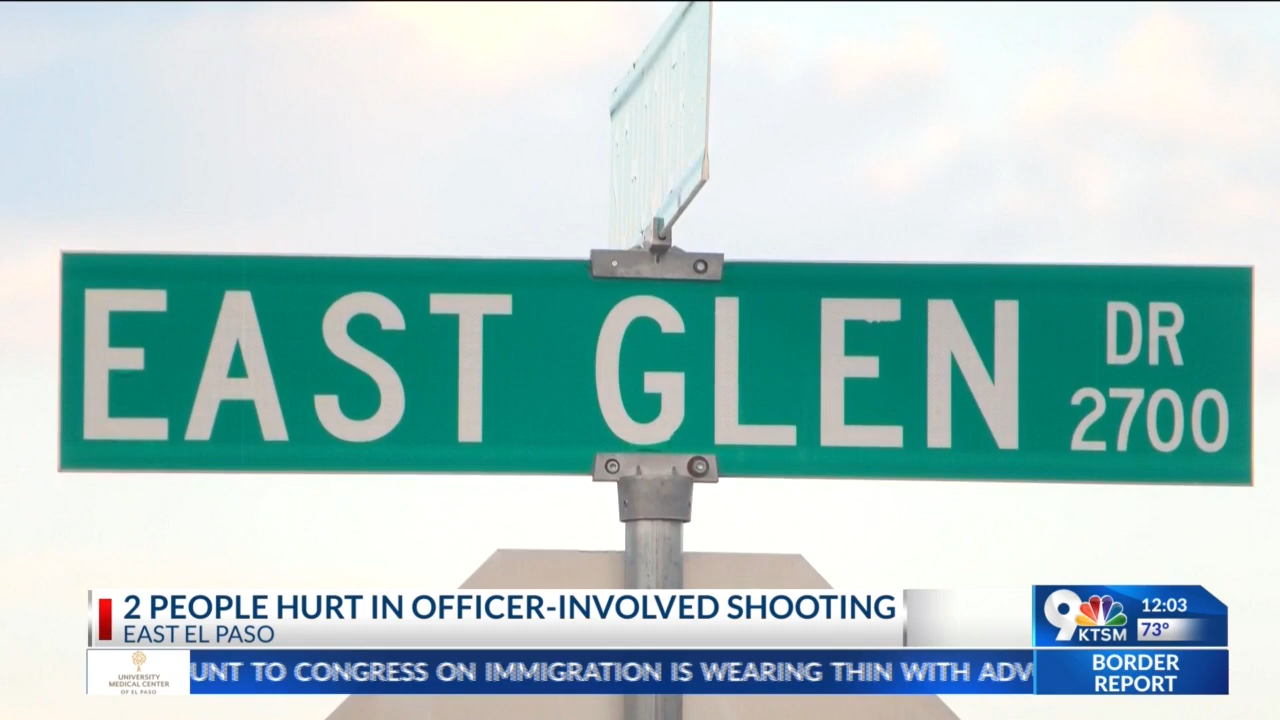 EAST GLEN DR
2700
2 PEOPLE HURT IN OFFICER-INVOLVED SHOOTING
EAST EL PASO
9
KTSM
12:03
73°
UNIVERSITY
MEDICAL CENTER
OF EL PASO
UNT TO CONGRESS ON IMMIGRATION IS WEARING THIN WITH ADV
BORDER
REPORT